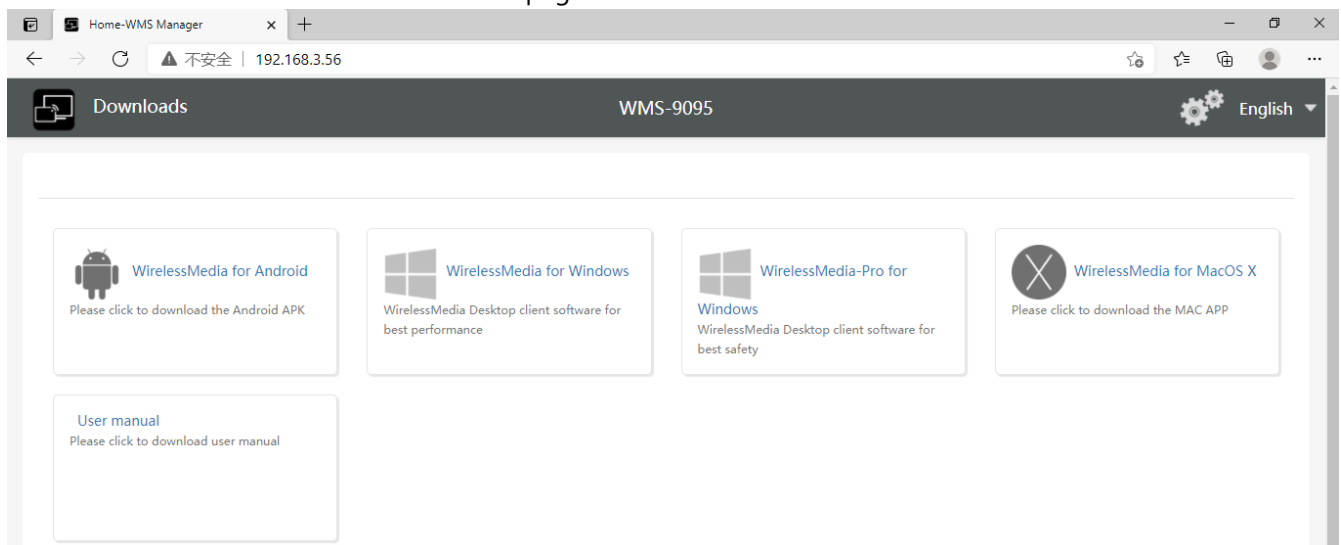 Home-WMS Manager
不安全 192.168.3.56
Downloads
WMS-9095
English
WirelessMedia for Android
Please click to download the Android APK
WirelessMedia for Windows
WirelessMedia Desktop client software for
best performance
WirelessMedia-Pro for
Windows
WirelessMedia Desktop client software for
best safety
WirelessMedia for MacOS X
Please click to download the MAC APP
User manual
Please click to download user manual